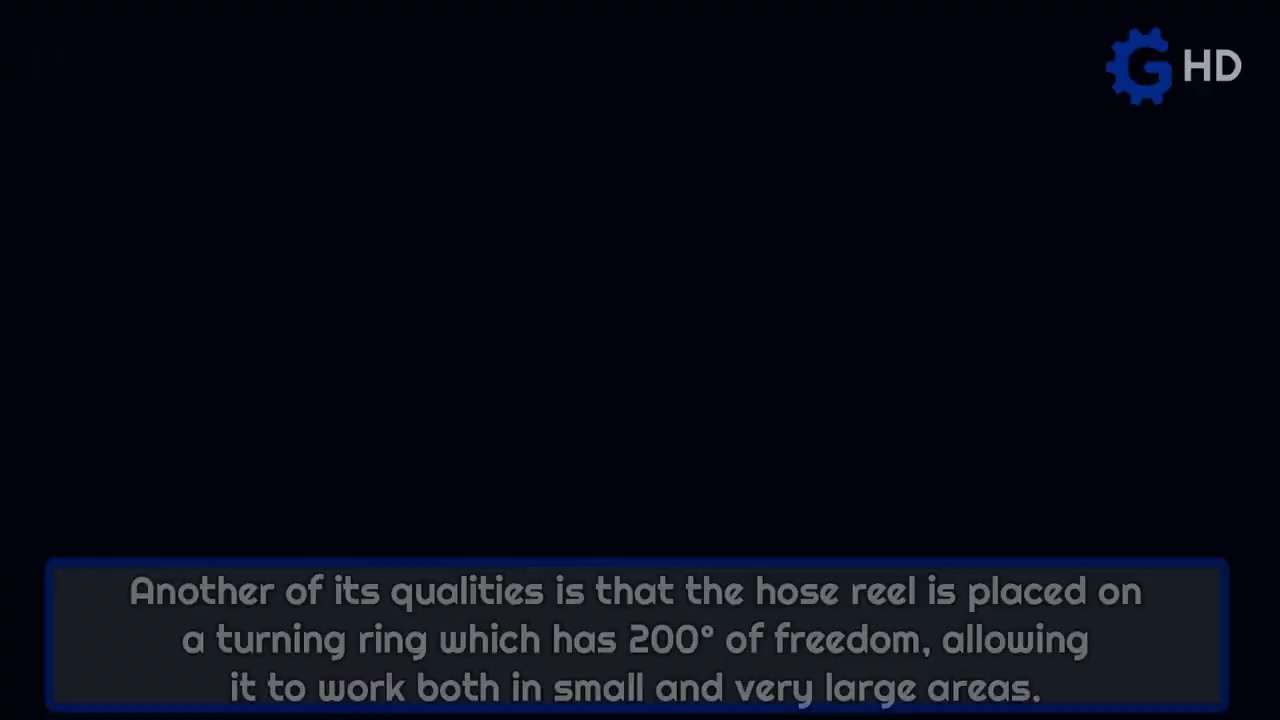 G HD
Another of its qualities is that the hose reel is placed on
a turning ring which has 200° of freedom, allowing
it to work both in small and very large areas.